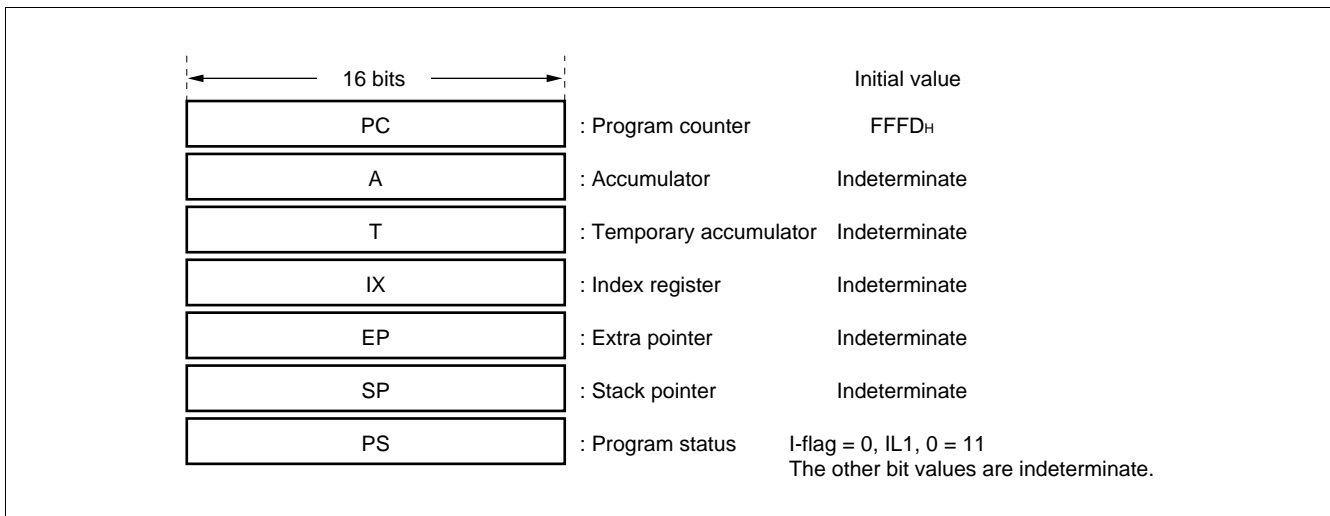 16 bits Initial value
PC : Program counter FFFDH
A : Accumulator Indeterminate
T : Temporary accumulator Indeterminate
IX : Index register Indeterminate
EP : Extra pointer Indeterminate
SP : Stack pointer Indeterminate
PS : Program status I-flag = 0, IL1, 0 = 11
The other bit values are indeterminate.